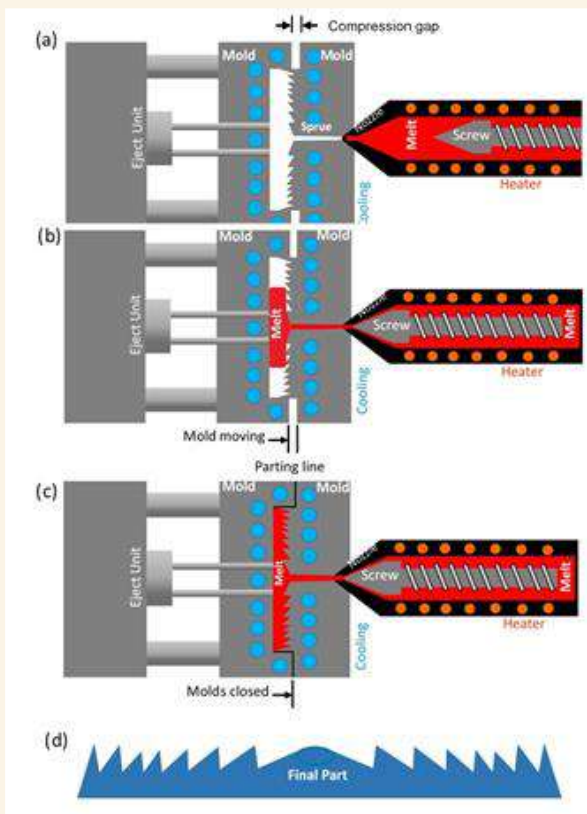 Compression gap
(a)
Mold
Mold
Eject Unit
Sprue
Nozzle
Melt
Screw
Heater
Cooling
(b)
Mold
Mold
Eject Unit
Melt
Nozzle
Screw
Melt
Heater
Cooling
Mold moving
Parting line
(c)
Mold
Mold
Eject Unit
Melt
Nozzle
Screw
Melt
Heater
Cooling
Molds closed
(d)
Final Part